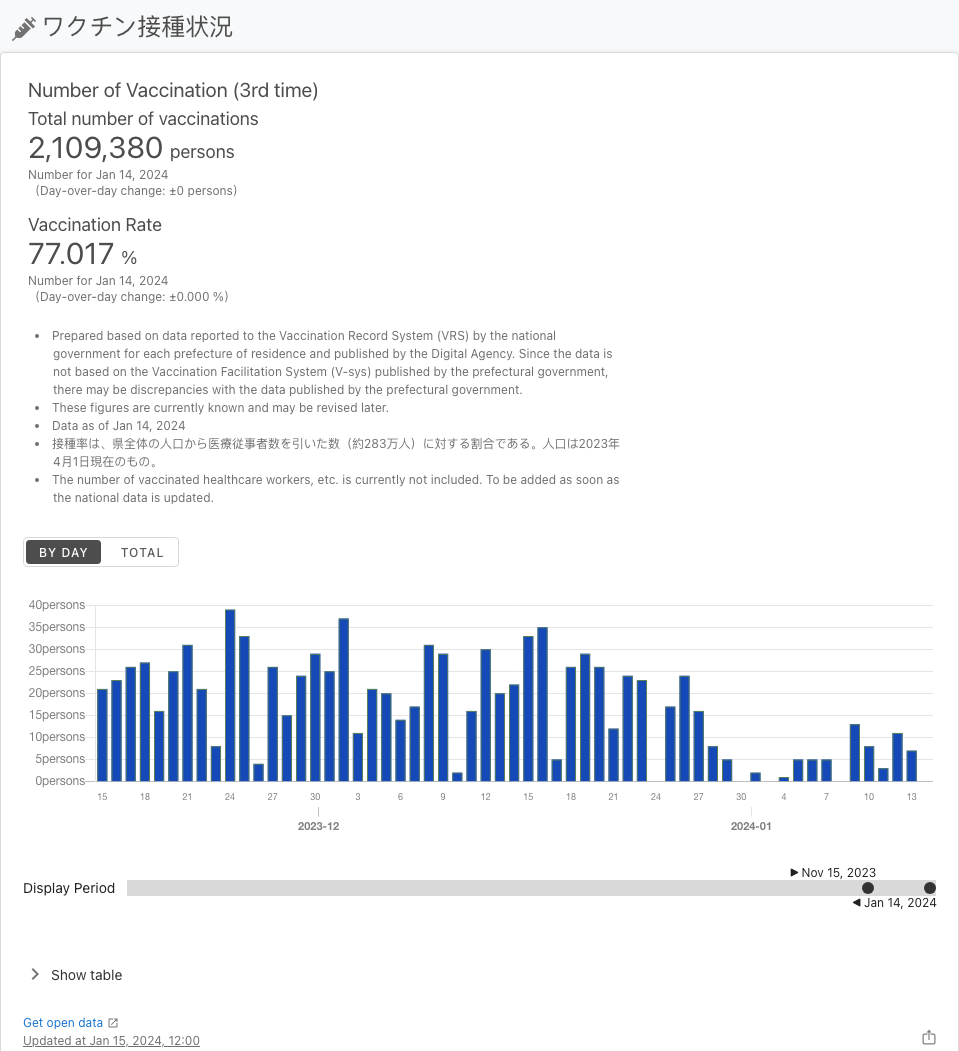 ワクチン接種状況
Number of Vaccination (3rd time)
Total number of vaccinations
2,109,380 persons
Number for Jan 14, 2024
(Day-over-day change: ±0 persons)
Vaccination Rate
77.017 %
Number for Jan 14, 2024
(Day-over-day change: ±0.000 %)
• Prepared based on data reported to the Vaccination Record System (VRS) by the national
government for each prefecture of residence and published by the Digital Agency. Since the data is
not based on the Vaccination Facilitation System (V-sys) published by the prefectural government,
there may be discrepancies with the data published by the prefectural government.
• These figures are currently known and may be revised later.
• Data as of Jan 14, 2024
• 接種率は、県全体の人口から医療従事者数を引いた数（約283万人）に対する割合である。人口は2023年
4月1日現在のもの。
• The number of vaccinated healthcare workers, etc. is currently not included. To be added as soon as
the national data is updated.
BY DAY TOTAL
40persons
35persons
30persons
25persons
20persons
15persons
10persons
5persons
0persons
15 18 21 24 27 30 3 6 9 12 15 18 21 24 27 30 4 7 10 13
2023-12 2024-01
▶ Nov 15, 2023
Display Period
◀ Jan 14, 2024
Show table
Get open data
Updated at Jan 15, 2024, 12:00